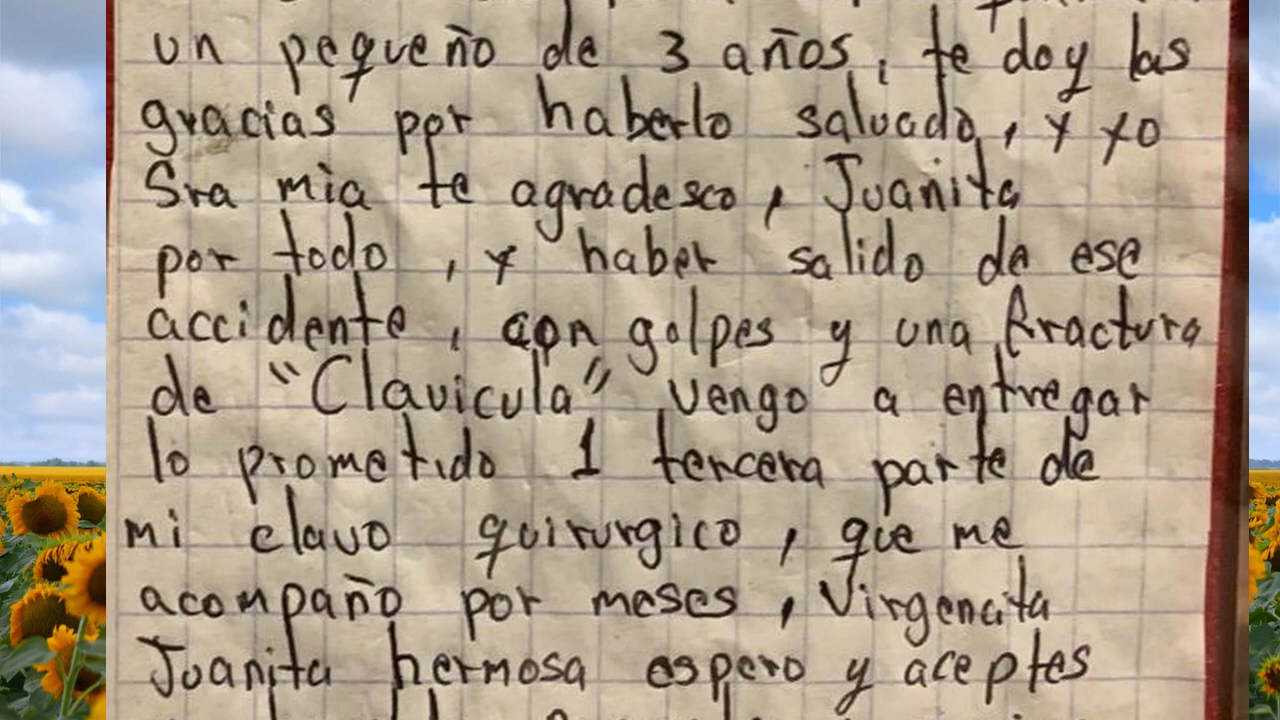 un pequeño de 3 años, te doy las
gracias por haberlo salvado, y yo
Sra mia te agradesco, Juanita
por todo, y haber salido de ese
accidente, con golpes y una fractura
de "Clavicula" vengo a entregar
lo prometido 1 tercera parte de
mi clavo quirurgico, que me
acompaño por meses, Virgencita
Juanita hermosa espero y aceptes